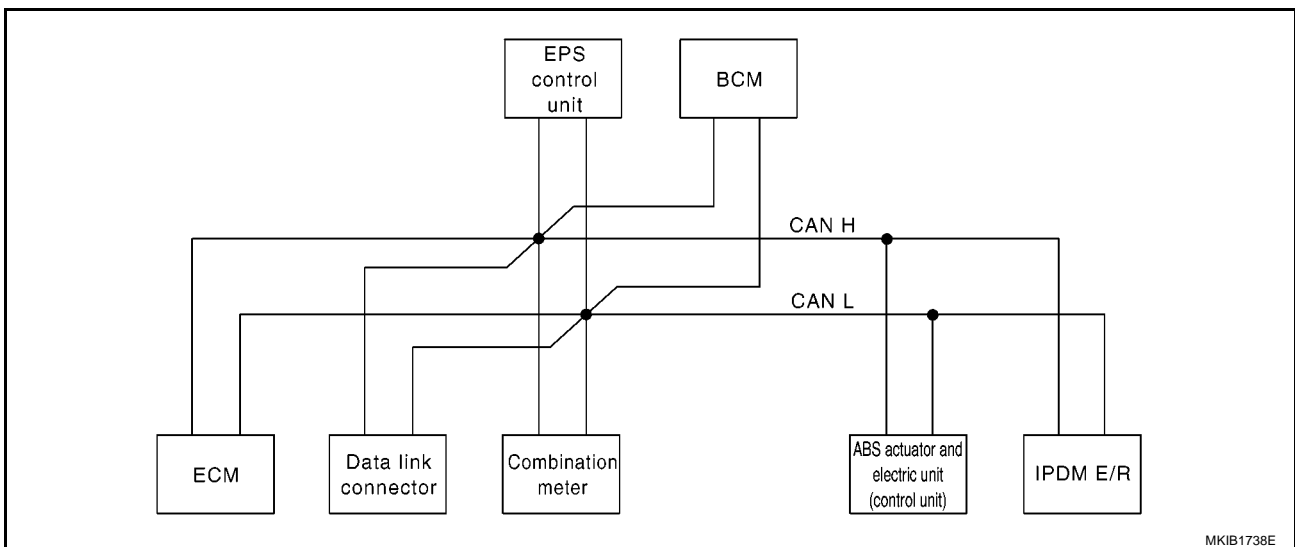 EPS
control
unit
BCM
CAN H
CAN L
ECM
Data link
connector
Combination
meter
ABS actuator and
electric unit
(control unit)
IPDM E/R
MKIB1738E